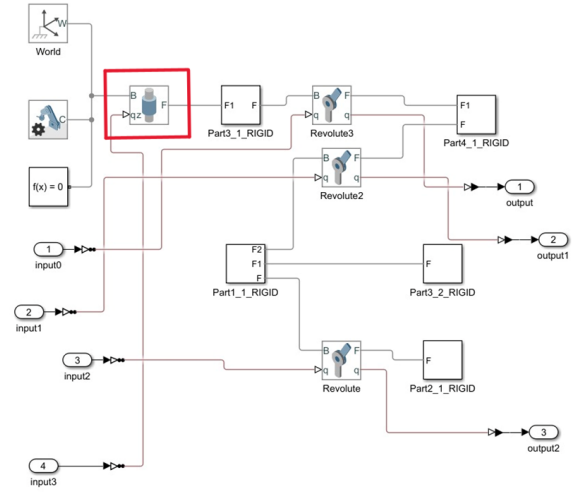 W
World
C
f(x) = 0
B
F
qz
F1
F
Part3_1_RIGID
B
F
q
q
Revolute3
F1
F
Part4_1_RIGID
B
F
q
q
Revolute2
1
output
2
output1
1
input0
2
input1
F2
F1
F
Part1_1_RIGID
F
Part3_2_RIGID
3
input2
B
F
q
q
Revolute
F
Part2_1_RIGID
3
output2
4
input3